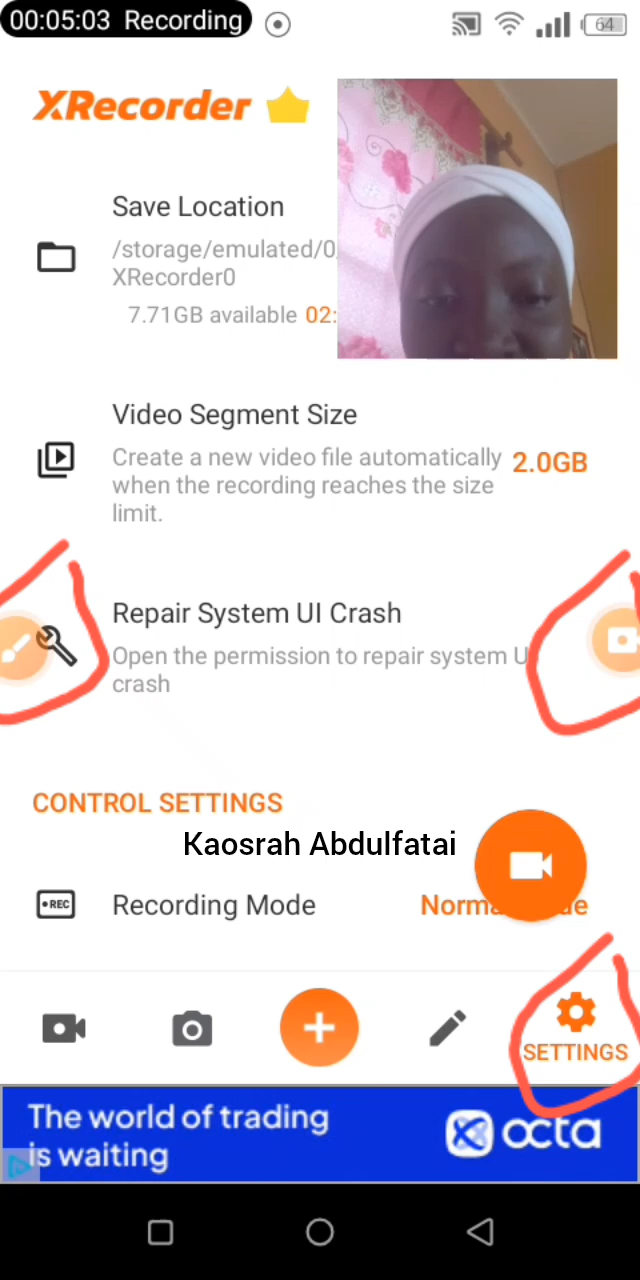 00:05:03 Recording
64
XRecorder
Save Location
/storage/emulated/0
XRecorder0
7.71GB available 02:
Video Segment Size
Create a new video file automatically
when the recording reaches the size
limit.
2.0GB
Repair System UI Crash
Open the permission to repair system U
crash
CONTROL SETTINGS
Kaosrah Abdulfatai
REC
Recording Mode
SETTINGS
The world of trading
is waiting
octa